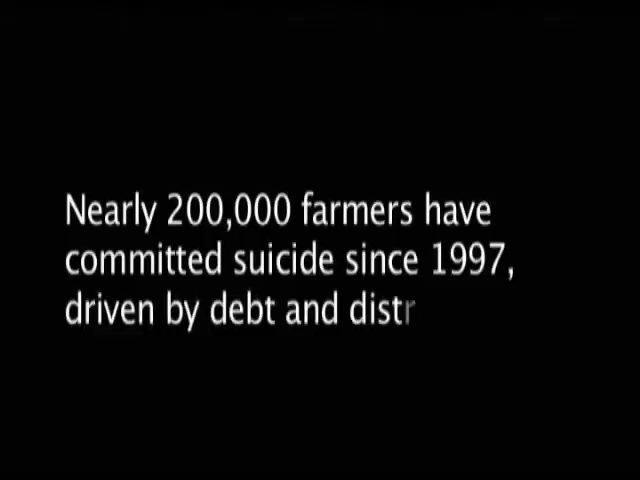 Nearly 200,000 farmers have
committed suicide since 1997,
driven by debt and distr